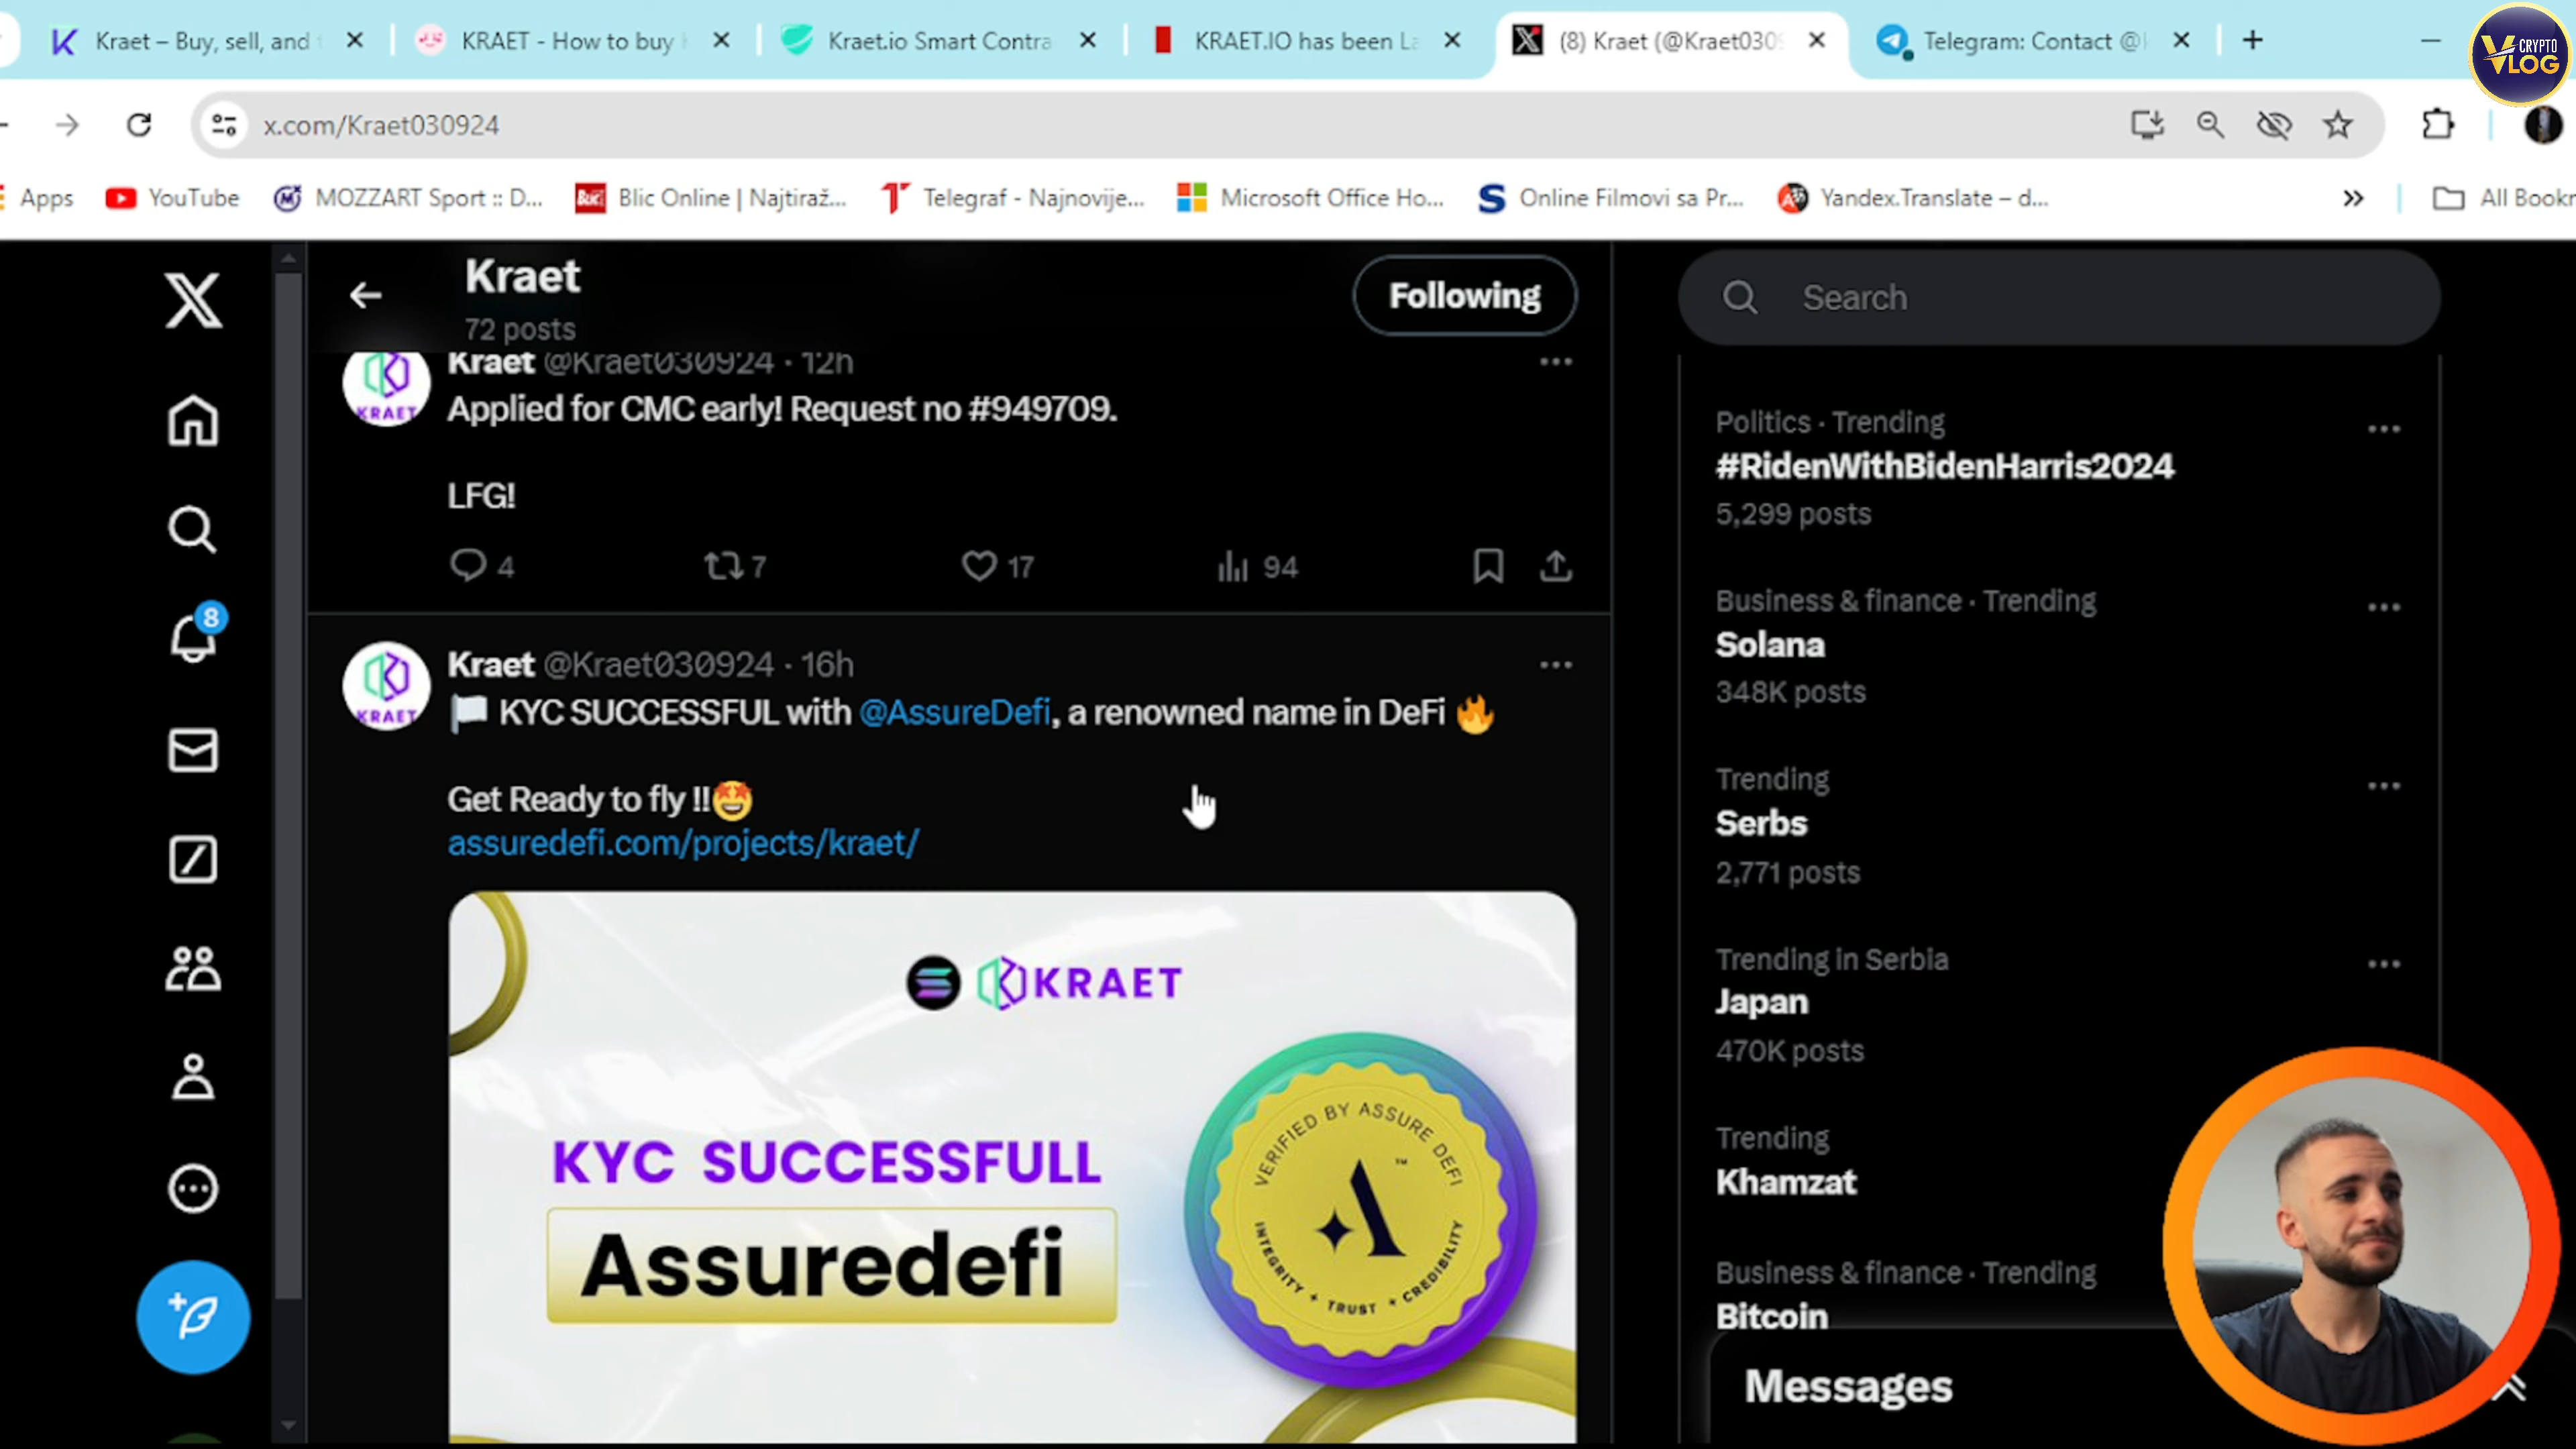 Kraet – Buy, sell, and
KRAET - How to buy
Kraet.io Smart Contra
KRAET.IO has been La
(8) Kraet (@Kraet0309
Telegram: Contact @
CRYPTO
VLOG
x.com/Kraet030924
Apps
YouTube
MOZZART Sport :: D...
Blic Online | Najtiraž...
Telegraf - Najnovije...
Microsoft Office Ho...
Online Filmovi sa Pr...
Yandex.Translate – d...
All Bookr
Kraet
72 posts
Following
Search
Kraet @Kraet030924 · 12h
KRAET
Applied for CMC early! Request no #949709.
LFG!
4
7
17
94
8
Kraet @Kraet030924 · 16h
KRAET
KYC SUCCESSFUL with @AssureDefi, a renowned name in DeFi
Get Ready to fly !!
assuredefi.com/projects/kraet/
KRAET
KYC SUCCESSFULL
Assuredefi
VERIFIED BY ASSURE DEFI
™
INTEGRITY TRUST CREDIBILITY
Politics · Trending
#RidenWithBidenHarris2024
5,299 posts
Business & finance · Trending
Solana
348K posts
Trending
Serbs
2,771 posts
Trending in Serbia
Japan
470K posts
Trending
Khamzat
Business & finance · Trending
Bitcoin
Messages